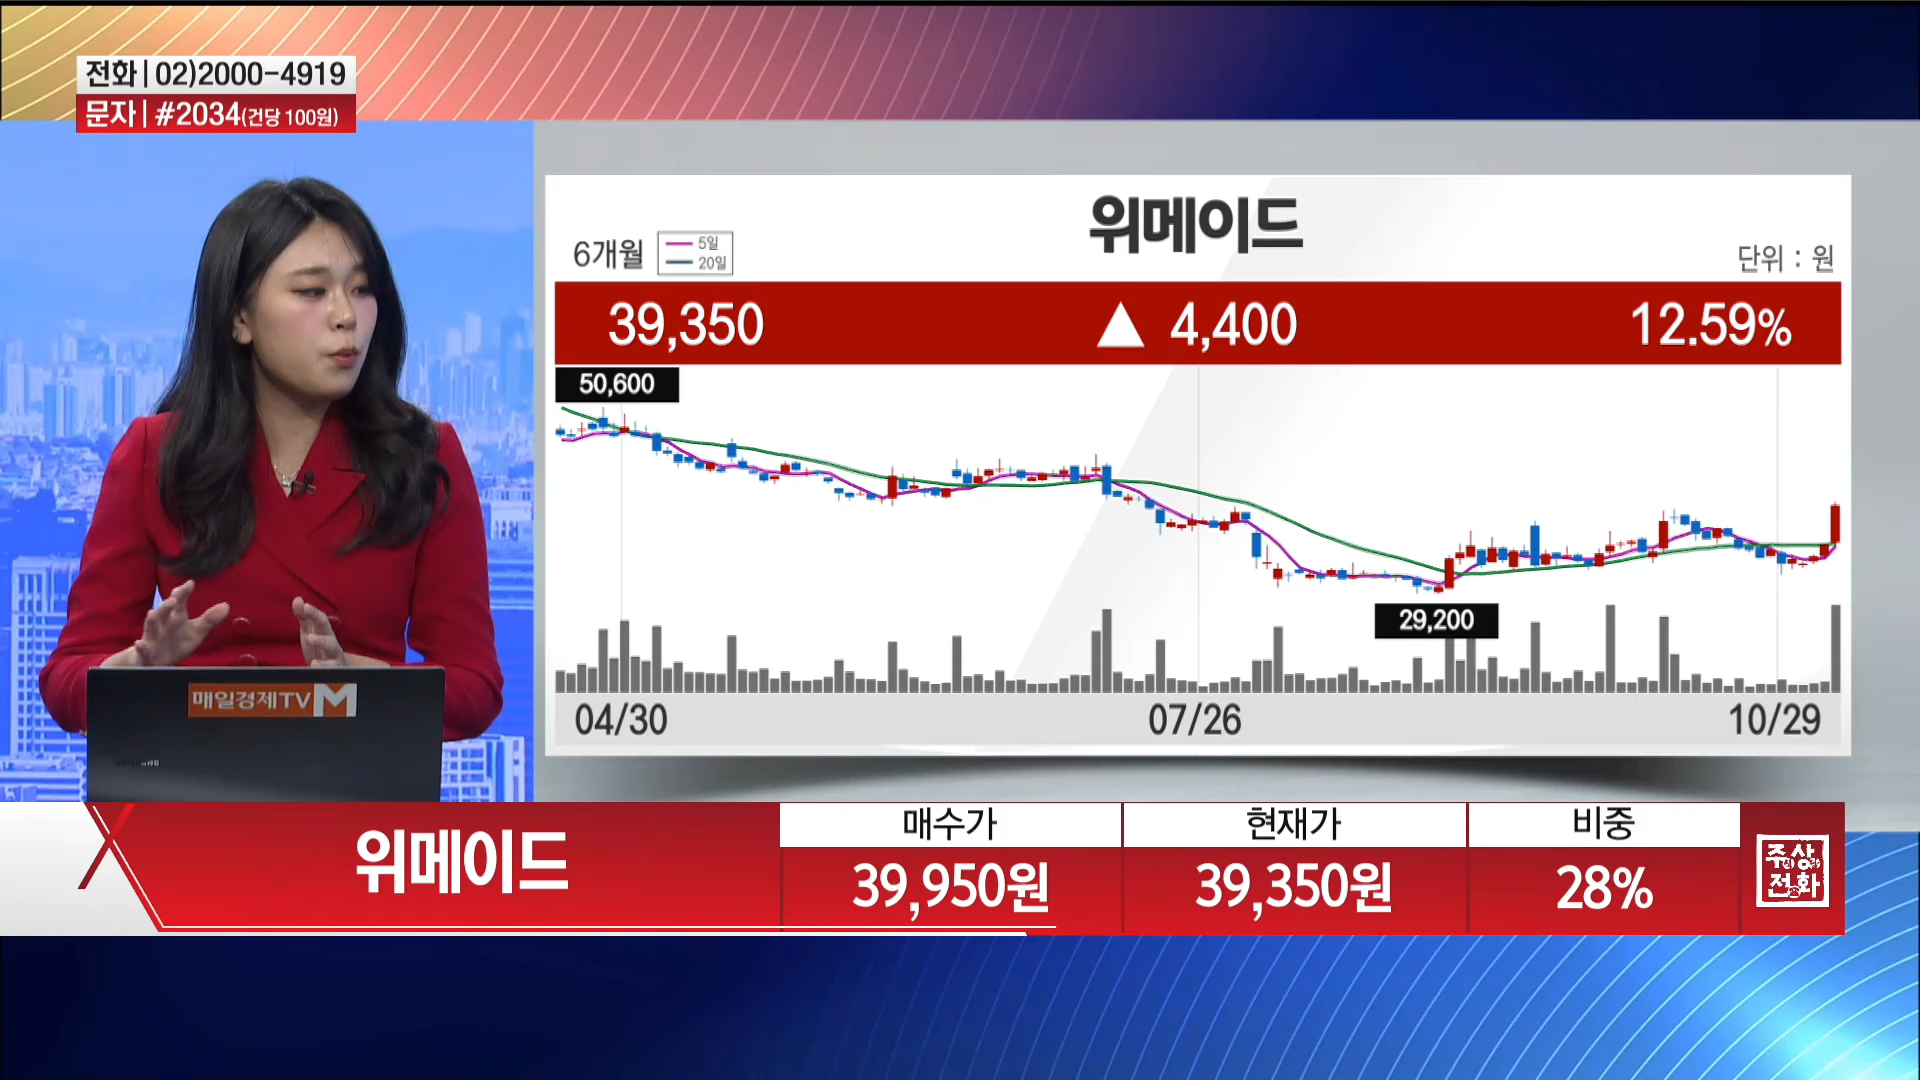 전화 | 02)2000-4919
문자 | #2034(건당 100원)
위메이드
6개월
5일
20일
단위 : 원
39,350 ▲ 4,400 12.59%
50,600
29,200
04/30 07/26 10/29
매일경제TV M
위메이드
매수가 현재가 비중
39,950원 39,350원 28%
주상
전화